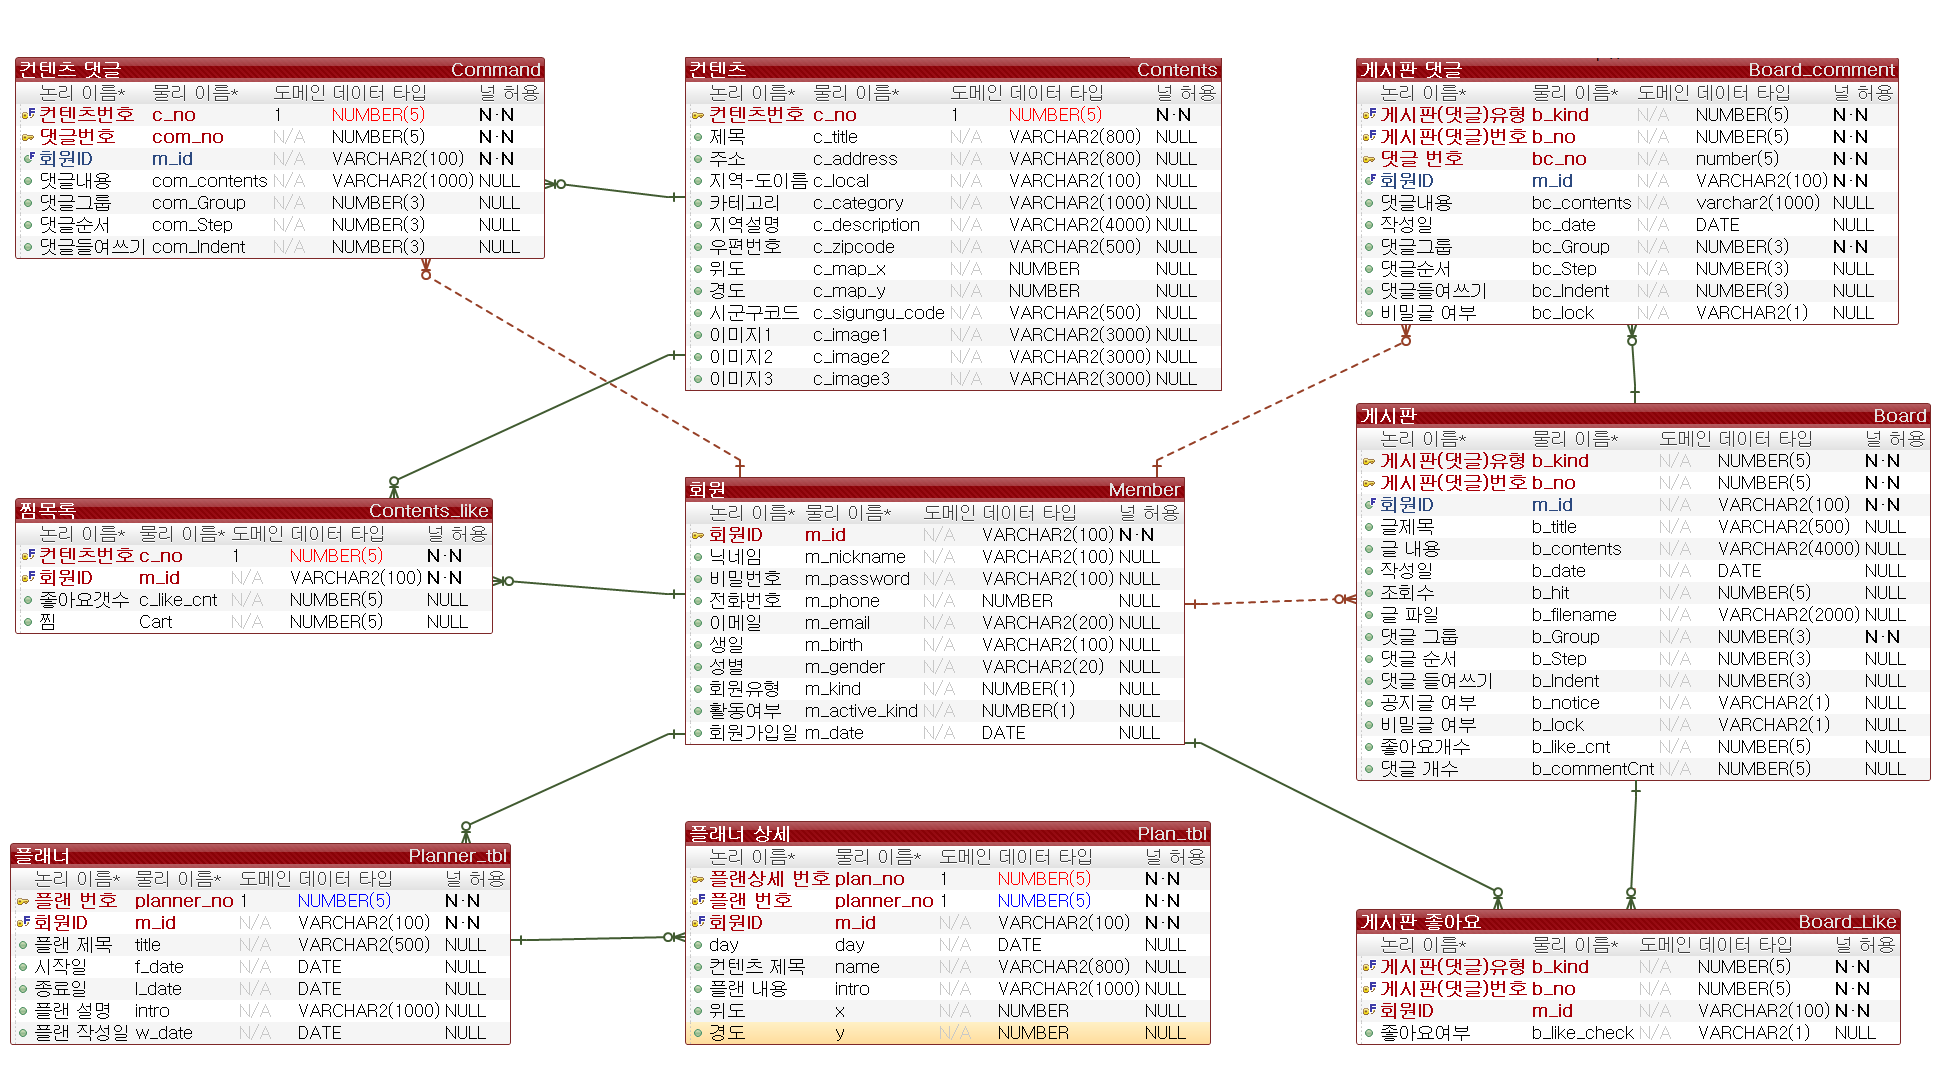 컨텐츠 댓글 Command
논리 이름* 물리 이름* 도메인 데이터 타입 널 허용
컨텐츠번호 c_no 1 NUMBER(5) N·N
댓글번호 com_no N/A NUMBER(5) N·N
회원ID m_id N/A VARCHAR2(100) N·N
댓글내용 com_contents N/A VARCHAR2(1000) NULL
댓글그룹 com_Group N/A NUMBER(3) NULL
댓글순서 com_Step N/A NUMBER(3) NULL
댓글들여쓰기 com_Indent N/A NUMBER(3) NULL
컨텐츠 Contents
논리 이름* 물리 이름* 도메인 데이터 타입 널 허용
컨텐츠번호 c_no 1 NUMBER(5) N·N
제목 c_title N/A VARCHAR2(800) NULL
주소 c_address N/A VARCHAR2(800) NULL
지역-도이름 c_local N/A VARCHAR2(100) NULL
카테고리 c_category N/A VARCHAR2(1000) NULL
지역설명 c_description N/A VARCHAR2(4000) NULL
우편번호 c_zipcode N/A VARCHAR2(500) NULL
위도 c_map_x N/A NUMBER NULL
경도 c_map_y N/A NUMBER NULL
시군구코드 c_sigungu_code N/A VARCHAR2(500) NULL
이미지1 c_image1 N/A VARCHAR2(3000) NULL
이미지2 c_image2 N/A VARCHAR2(3000) NULL
이미지3 c_image3 N/A VARCHAR2(3000) NULL
게시판 댓글 Board_comment
논리 이름* 물리 이름* 도메인 데이터 타입 널 허용
게시판(댓글)유형 b_kind N/A NUMBER(5) N·N
게시판(댓글)번호 b_no N/A NUMBER(5) N·N
댓글 번호 bc_no N/A number(5) N·N
회원ID m_id N/A VARCHAR2(100) N·N
댓글내용 bc_contents N/A varchar2(1000) NULL
작성일 bc_date N/A DATE NULL
댓글그룹 bc_Group N/A NUMBER(3) N·N
댓글순서 bc_Step N/A NUMBER(3) NULL
댓글들여쓰기 bc_Indent N/A NUMBER(3) NULL
비밀글 여부 bc_lock N/A VARCHAR2(1) NULL
찜목록 Contents_like
논리 이름* 물리 이름* 도메인 데이터 타입 널 허용
컨텐츠번호 c_no 1 NUMBER(5) N·N
회원ID m_id N/A VARCHAR2(100) N·N
좋아요갯수 c_like_cnt N/A NUMBER(5) NULL
찜 Cart N/A NUMBER(5) NULL
회원 Member
논리 이름* 물리 이름* 도메인 데이터 타입 널 허용
회원ID m_id N/A VARCHAR2(100) N·N
닉네임 m_nickname N/A VARCHAR2(100) NULL
비밀번호 m_password N/A VARCHAR2(100) NULL
전화번호 m_phone N/A NUMBER NULL
이메일 m_email N/A VARCHAR2(200) NULL
생일 m_birth N/A VARCHAR2(100) NULL
성별 m_gender N/A VARCHAR2(20) NULL
회원유형 m_kind N/A NUMBER(1) NULL
활동여부 m_active_kind N/A NUMBER(1) NULL
회원가입일 m_date N/A DATE NULL
게시판 Board
논리 이름* 물리 이름* 도메인 데이터 타입 널 허용
게시판(댓글)유형 b_kind N/A NUMBER(5) N·N
게시판(댓글)번호 b_no N/A NUMBER(5) N·N
회원ID m_id N/A VARCHAR2(100) N·N
글제목 b_title N/A VARCHAR2(500) NULL
글 내용 b_contents N/A VARCHAR2(4000) NULL
작성일 b_date N/A DATE NULL
조회수 b_hit N/A NUMBER(5) NULL
글 파일 b_filename N/A VARCHAR2(2000) NULL
댓글 그룹 b_Group N/A NUMBER(3) N·N
댓글 순서 b_Step N/A NUMBER(3) NULL
댓글 들여쓰기 b_Indent N/A NUMBER(3) NULL
공지글 여부 b_notice N/A VARCHAR2(1) NULL
비밀글 여부 b_lock N/A VARCHAR2(1) NULL
좋아요개수 b_like_cnt N/A NUMBER(5) NULL
댓글 개수 b_commentCnt N/A NUMBER(5) NULL
플래너 Planner_tbl
논리 이름* 물리 이름* 도메인 데이터 타입 널 허용
플랜 번호 planner_no 1 NUMBER(5) N·N
회원ID m_id N/A VARCHAR2(100) N·N
플랜 제목 title N/A VARCHAR2(500) NULL
시작일 f_date N/A DATE NULL
종료일 l_date N/A DATE NULL
플랜 설명 intro N/A VARCHAR2(1000) NULL
플랜 작성일 w_date N/A DATE NULL
플래너 상세 Plan_tbl
논리 이름* 물리 이름* 도메인 데이터 타입 널 허용
플랜상세 번호 plan_no 1 NUMBER(5) N·N
플랜 번호 planner_no 1 NUMBER(5) N·N
회원ID m_id N/A VARCHAR2(100) N·N
day day N/A DATE NULL
컨텐츠 제목 name N/A VARCHAR2(800) NULL
플랜 내용 intro N/A VARCHAR2(1000) NULL
위도 x N/A NUMBER NULL
경도 y N/A NUMBER NULL
게시판 좋아요 Board_Like
논리 이름* 물리 이름* 도메인 데이터 타입 널 허용
게시판(댓글)유형 b_kind N/A NUMBER(5) N·N
게시판(댓글)번호 b_no N/A NUMBER(5) N·N
회원ID m_id N/A VARCHAR2(100) N·N
좋아요여부 b_like_check N/A VARCHAR2(1) NULL